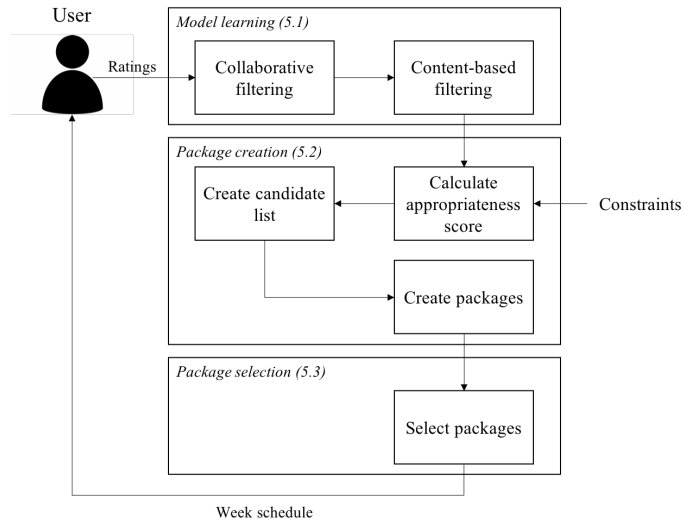 User
Model learning (5.1)
Ratings
Collaborative
filtering
Content-based
filtering
Package creation (5.2)
Create candidate
list
Calculate
appropriateness
score
Constraints
Create packages
Package selection (5.3)
Select packages
Week schedule